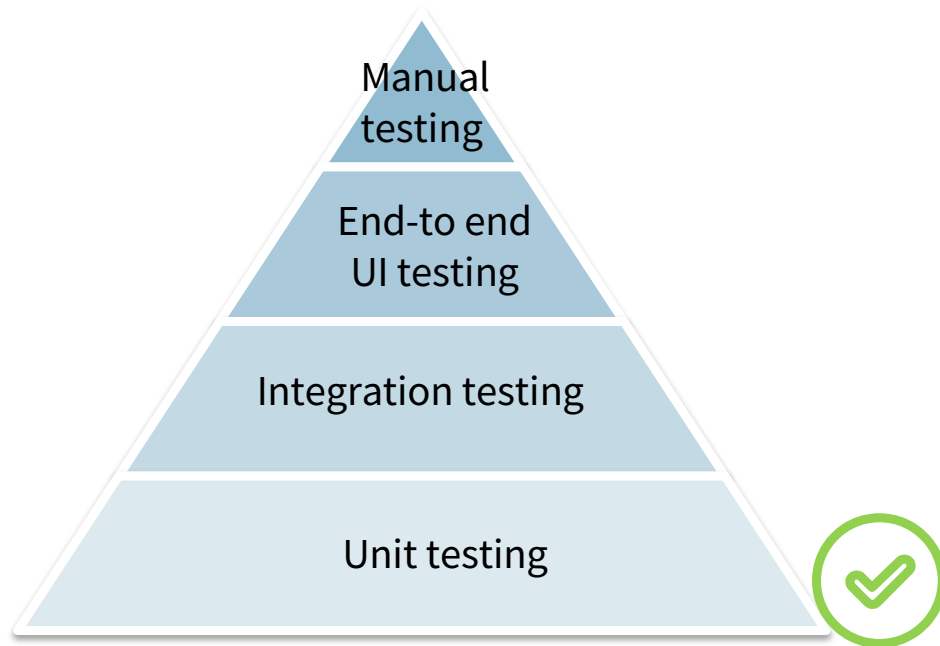 Manual
testing
End-to end
UI testing
Integration testing
Unit testing